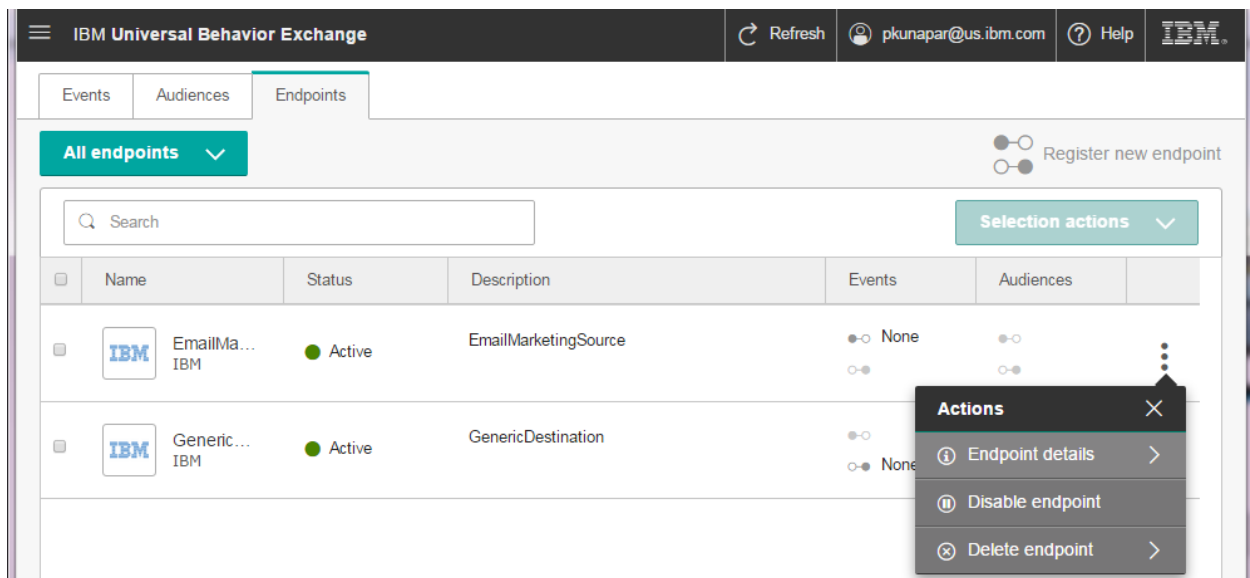 IBM Universal Behavior Exchange
Refresh
pkunapar@us.ibm.com
Help
IBM
Events
Audiences
Endpoints
All endpoints
Register new endpoint
Search
Selection actions
Name
Status
Description
Events
Audiences
IBM
EmailMa...
IBM
Active
EmailMarketingSource
None
IBM
Generic...
IBM
Active
GenericDestination
None
Actions
Endpoint details
Disable endpoint
Delete endpoint